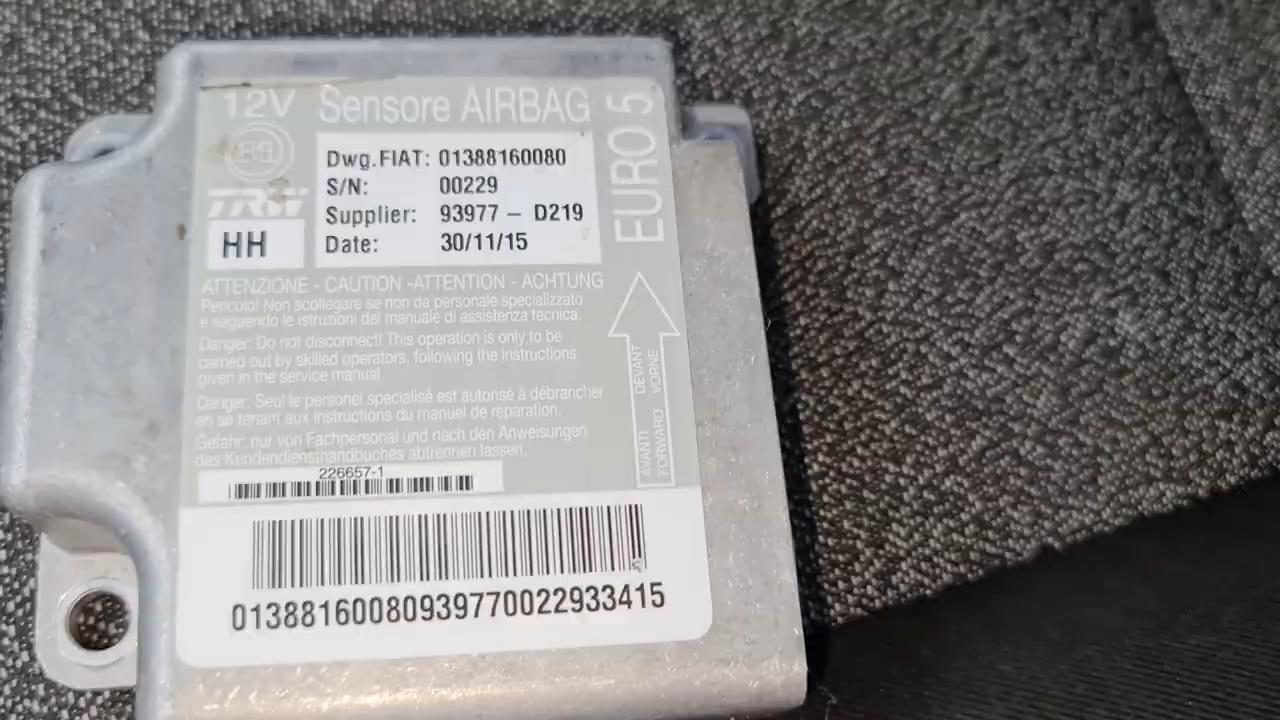 12V Sensore AIRBAG
EURO 5
TRW
HH
Dwg.FIAT: 01388160080
S/N: 00229
Supplier: 93977 - D219
Date: 30/11/15
ATTENZIONE - CAUTION -ATTENTION - ACHTUNG
Pericolo! Non scollegare se non da personale specializzato
e seguendo le istruzioni del manuale di assistenza tecnica.
Danger: Do not disconnect! This operation is only to be
carried out by skilled operators, following the instructions
given in the service manual.
Danger: Seul le personel specialisé est autorisé à débrancher
en se tenant aux instructions du manuel de reparation.
Gefahr: nur von Fachpersonal und nach den Anweisungen
des Kundendiensthandbuches abtrennen lassen.
AVANTI DEVANT
FORWARD VORNE
226657-1
01388160080939770022933415